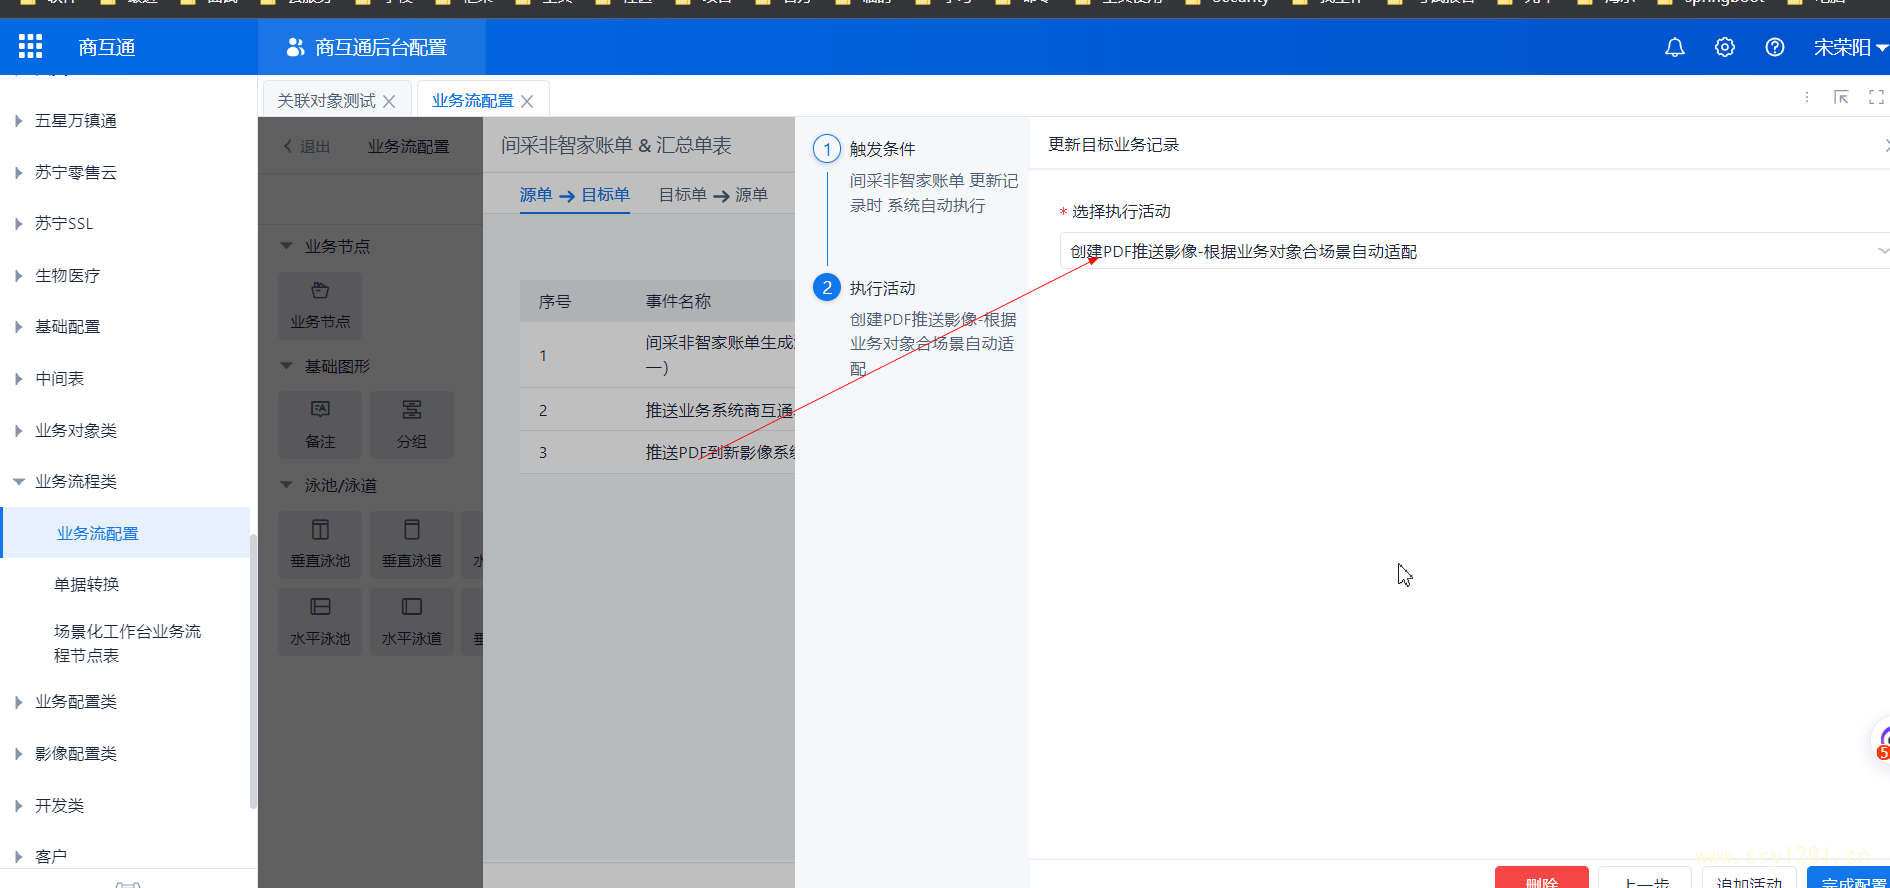 商互通
商互通后台配置
宋荣阳
五星万镇通
苏宁零售云
苏宁SSL
生物医疗
基础配置
中间表
业务对象类
业务流程类
业务流配置
单据转换
场景化工作台业务流
程节点表
业务配置类
影像配置类
开发类
客户
关联对象测试
业务流配置
退出
业务流配置
业务节点
业务节点
基础图形
备注
分组
泳池/泳道
垂直泳池
垂直泳道
水平泳池
水平泳道
间采非智家账单 & 汇总单表
源单
目标单
目标单
源单
序号
事件名称
1
间采非智家账单生成
一）
2
推送业务系统商互通
3
推送PDF到新影像系统
1
触发条件
间采非智家账单 更新记
录时 系统自动执行
2
执行活动
创建PDF推送影像-根据
业务对象合场景自动适
配
更新目标业务记录
* 选择执行活动
创建PDF推送影像-根据业务对象合场景自动适配
5
www.sry1201.cn
删除
上一步
追加活动
完成配置